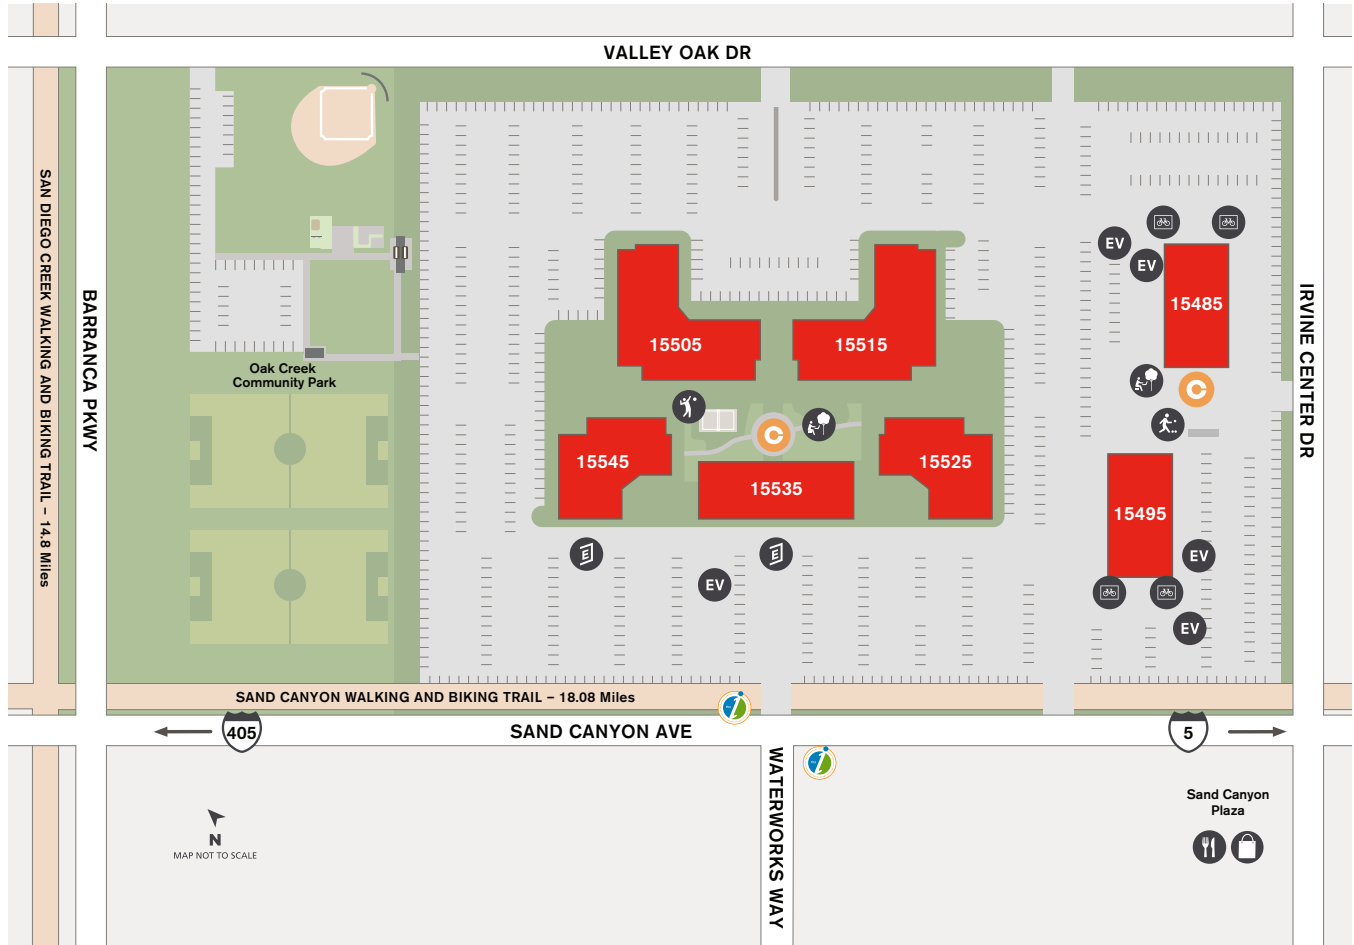 VALLEY OAK DR
SAN DIEGO CREEK WALKING AND BIKING TRAIL – 14.8 Miles
BARRANCA PKWY
IRVINE CENTER DR
EV
EV
15485
15505
15515
Oak Creek
Community Park
C
C
15545
15525
15535
15495
E
E
EV
EV
EV
SAND CANYON WALKING AND BIKING TRAIL – 18.08 Miles
i
405
SAND CANYON AVE
5
WATERWORKS WAY
i
Sand Canyon
Plaza
N
MAP NOT TO SCALE